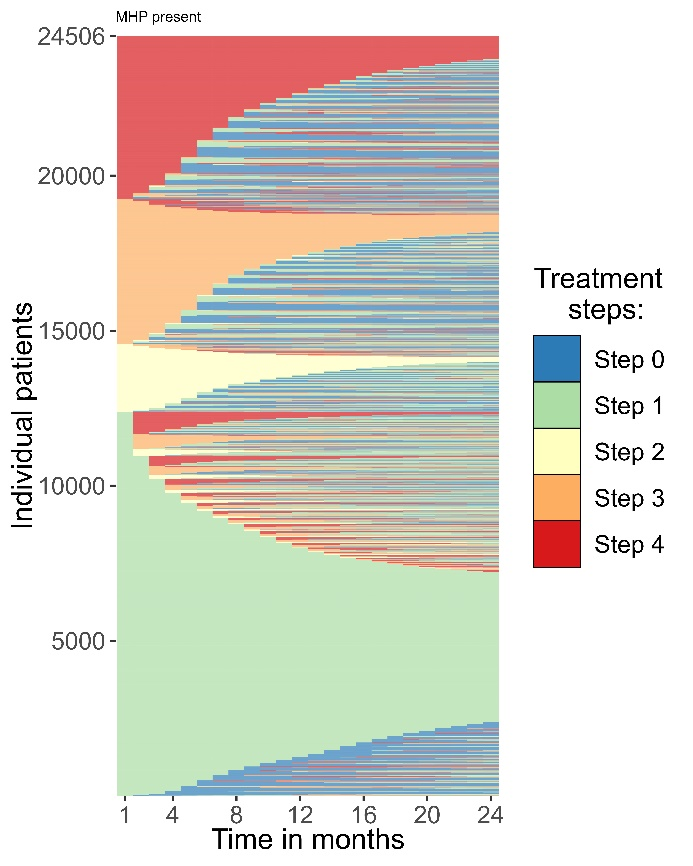 MHP present
24506
20000
15000
10000
5000
Individual patients
1 4 8 12 16 20 24
Time in months
Treatment
steps:
Step 0
Step 1
Step 2
Step 3
Step 4